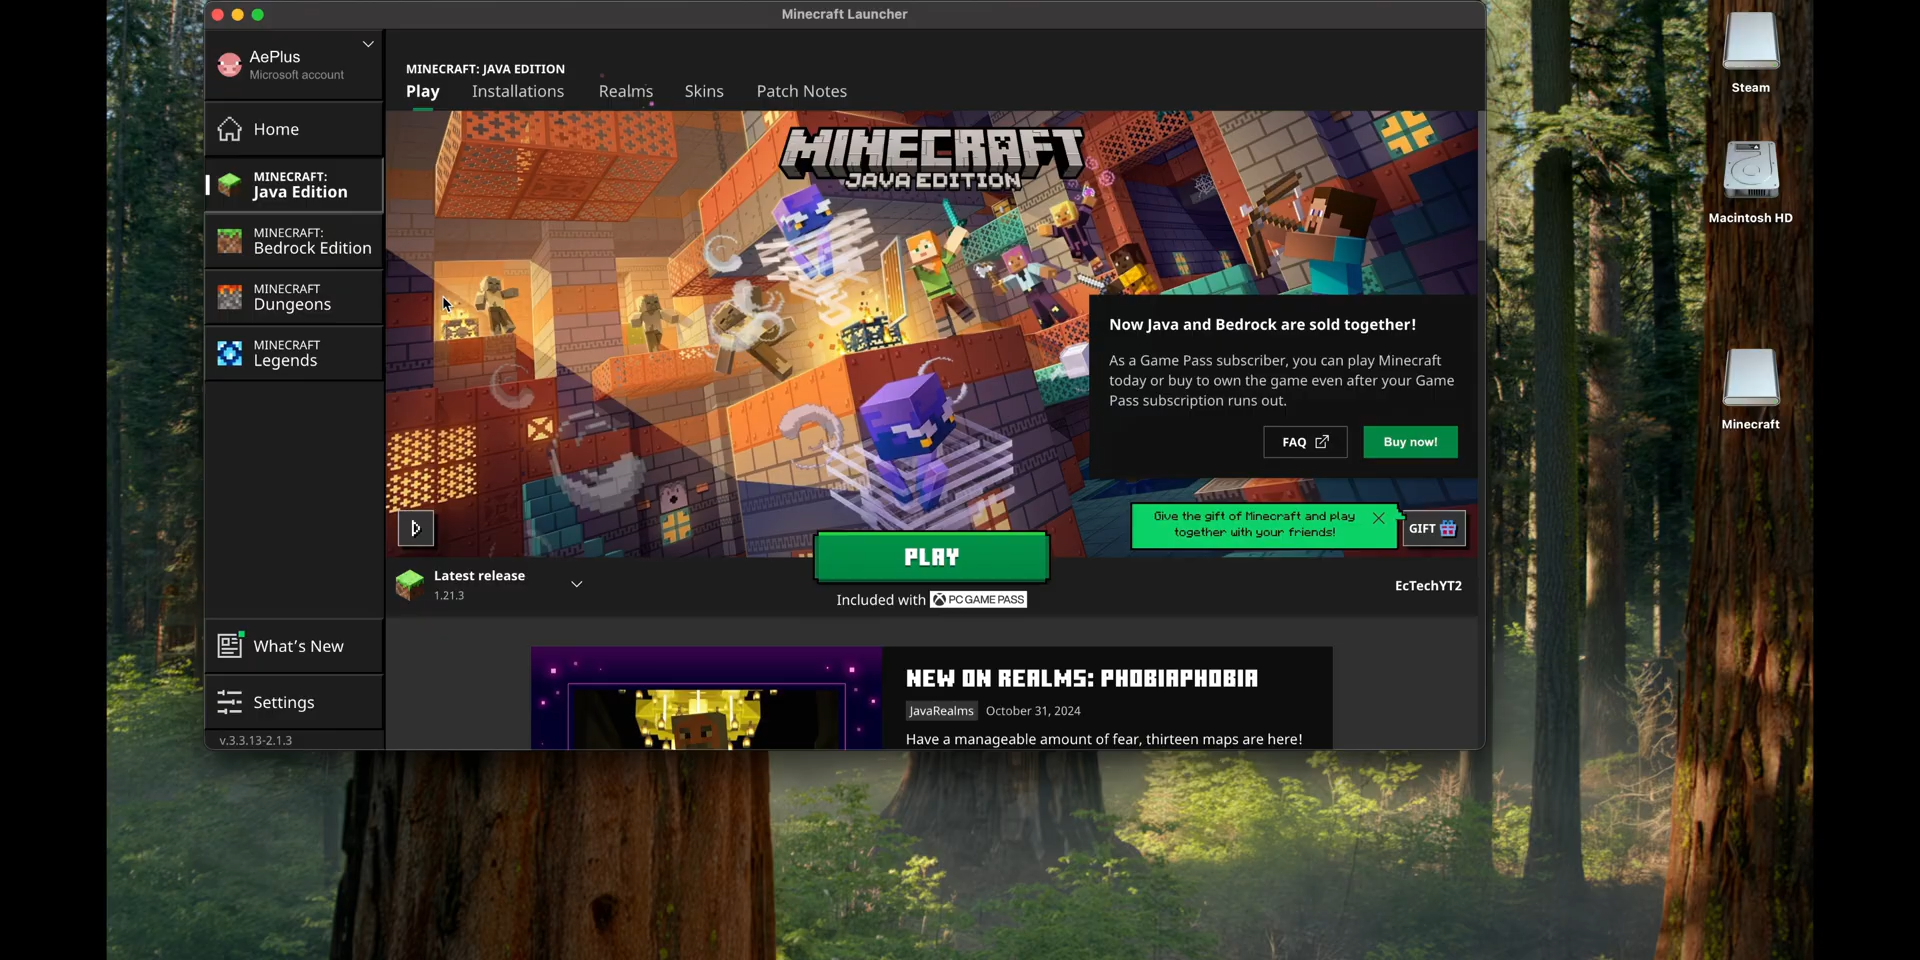 Minecraft Launcher
AePlus
Microsoft account
Home
MINECRAFT:
Java Edition
MINECRAFT:
Bedrock Edition
MINECRAFT
Dungeons
MINECRAFT
Legends
What's New
Settings
v.3.3.13-2.1.3
MINECRAFT: JAVA EDITION
Play Installations Realms Skins Patch Notes
MINECRAFT
JAVA EDITION
Now Java and Bedrock are sold together!
As a Game Pass subscriber, you can play Minecraft
today or buy to own the game even after your Game
Pass subscription runs out.
FAQ Buy now!
Give the gift of Minecraft and play
together with your friends!
GIFT
PLAY
Latest release
1.21.3
Included with PC GAME PASS
EcTechYT2
NEW ON REALMS: PHOBIAPHOBIA
JavaRealms October 31, 2024
Have a manageable amount of fear, thirteen maps are here!
Steam
Macintosh HD
Minecraft